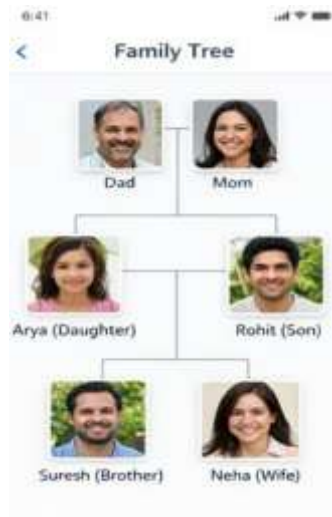 6:41
Family Tree
Dad Mom
Arya (Daughter) Rohit (Son)
Suresh (Brother) Neha (Wife)